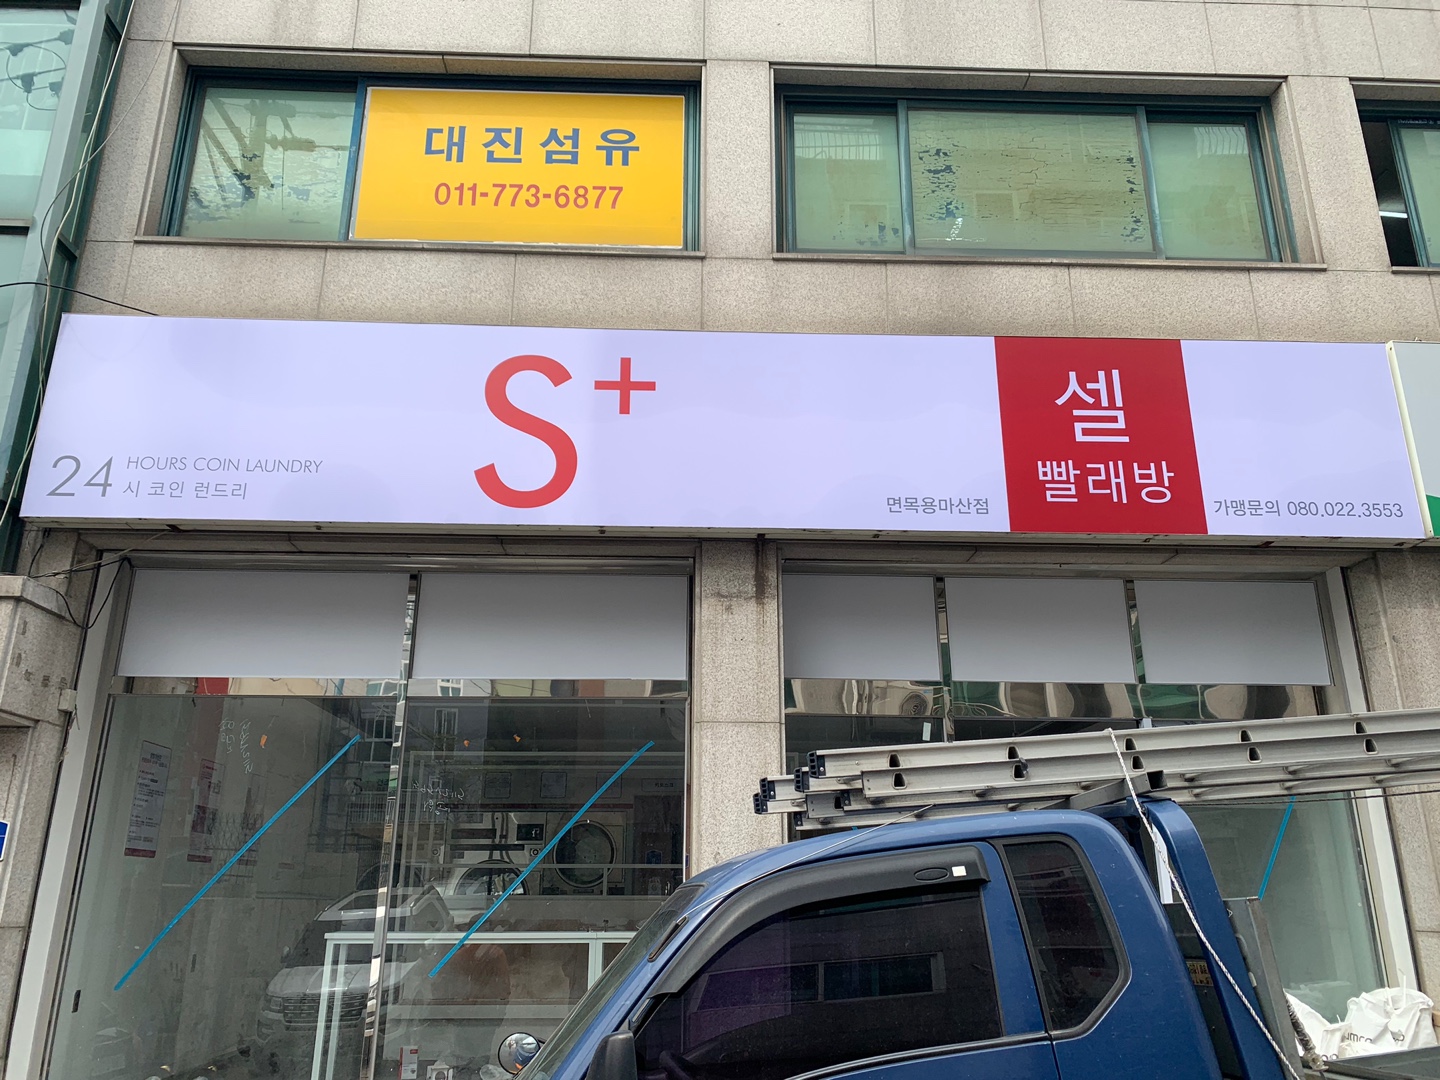 대진섬유
011-773-6877
S+
셀
빨래방
24 HOURS COIN LAUNDRY
시 코인 런드리
면목용마산점
가맹문의 080.022.3553